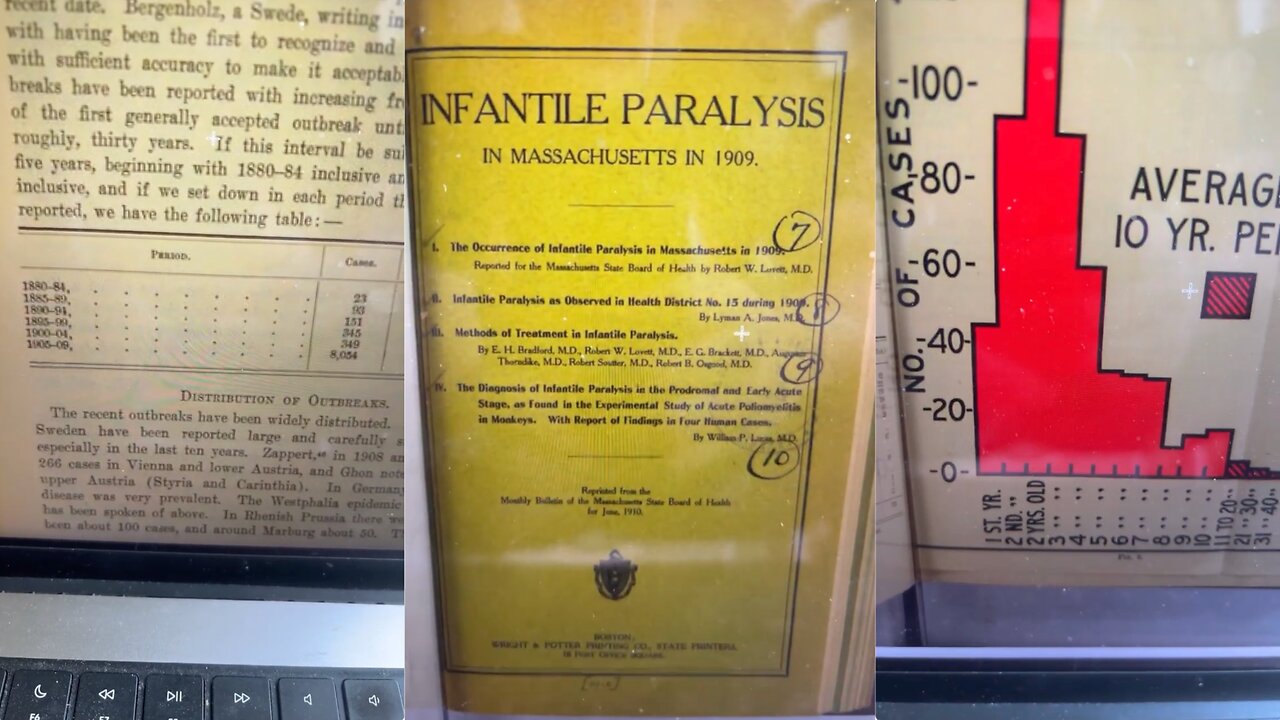 recent date. Bergenholz, a Swede, writing in
with having been the first to recognize and
with sufficient accuracy to make it acceptab
breaks have been reported with increasing fr
of the first generally accepted outbreak unt
roughly, thirty years. If this interval be su
five years, beginning with 1880–84 inclusive an
inclusive, and if we set down in each period t
reported, we have the following table:—
PERIOD. Cases.
1880–84,
1885–89, 23
1890–94, 93
1895–99, 151
1900–04, 345
1905–09, 349
8,054
DISTRIBUTION OF OUTBREAKS.
The recent outbreaks have been widely distributed.
Sweden have been reported large and carefully s
especially in the last ten years. Zappert, in 1908 an
266 cases in Vienna and lower Austria, and Ghon note
upper Austria (Styria and Carinthia). In Germany
disease was very prevalent. The Westphalia epidemic
has been spoken of above. In Rhenish Prussia there we
been about 100 cases, and around Marburg about 50. T
F6 F7
INFANTILE PARALYSIS
IN MASSACHUSETTS IN 1909.
I. The Occurrence of Infantile Paralysis in Massachusetts in 1909. 7
Reported for the Massachusetts State Board of Health by Robert W. Lovett, M.D.
II. Infantile Paralysis as Observed in Health District No. 15 during 1909. 8
By Lyman A. Jones, M.D.
III. Methods of Treatment in Infantile Paralysis.
By E. H. Bradford, M.D., Robert W. Lovett, M.D., E. G. Brackett, M.D., Augustus
Thorndike, M.D., Robert Soutter, M.D., Robert B. Osgood, M.D. 9
IV. The Diagnosis of Infantile Paralysis in the Prodromal and Early Acute
Stage, as Found in the Experimental Study of Acute Poliomyelitis
in Monkeys. With Report of Findings in Four Human Cases.
By William P. Lucas, M.D.
10
Reprinted from the
Monthly Bulletin of the Massachusetts State Board of Health
for June, 1910.
BOSTON:
WRIGHT & POTTER PRINTING CO., STATE PRINTERS,
18 POST OFFICE SQUARE.
NO. OF CASES
-100-
-80-
-60-
-40-
-20-
-0-
AVERAGE
10 YR. PE
1 ST. YR.
2 ND. "
2 YRS. OLD
3 " "
4 " "
5 " "
6 " "
7 " "
8 " "
9 " "
10 " "
11 TO 20 "
21 " 30 "
31 " 40 "